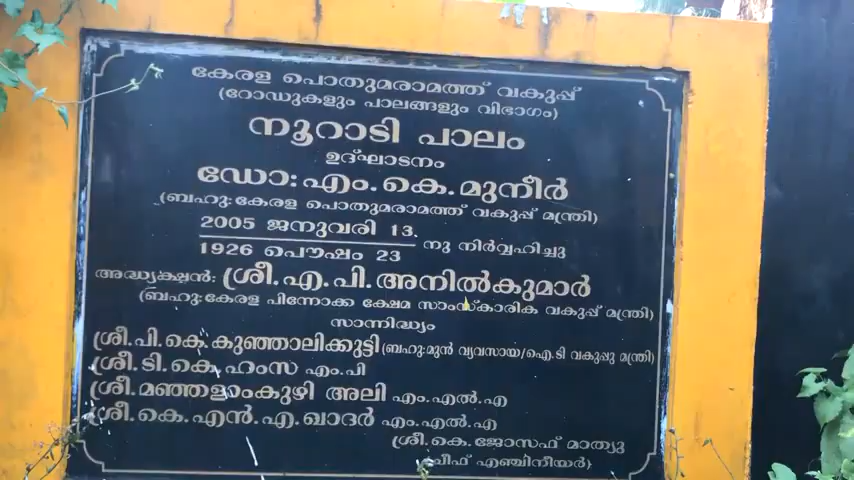 കേരള പൊതുമരാമത്ത് വകുപ്പ്
(റോഡുകളും പാലങ്ങളും വിഭാഗം)
നൂറാടി പാലം
ഉദ്ഘാടനം
ഡോ:എം.കെ.മുനീർ
(ബഹു:കേരള പൊതുമരാമത്ത് വകുപ്പ് മന്ത്രി)
2005 ജനുവരി 13.
1926 പൌഷം 23 നു നിർവ്വഹിച്ചു
അദ്ധ്യക്ഷൻ: ശ്രീ.എ.പി.അനിൽകുമാർ
(ബഹു:കേരള പിന്നോക്ക ക്ഷേമ സാംസ്കാരിക വകുപ്പ് മന്ത്രി)
സാന്നിദ്ധ്യം
ശ്രീ.പി.കെ.കുഞ്ഞാലിക്കുട്ടി(ബഹു:മുൻ വ്യവസായ/ഐ.ടി വകുപ്പു മന്ത്രി)
ശ്രീ.ടി.കെ.ഹംസ എം.പി
ശ്രീ.മഞ്ഞളാംകുഴി അലി എം.എൽ.എ
ശ്രീ.കെ.എൻ.എ.ഖാദർ എം.എൽ.എ
ശ്രീ.കെ.ജോസഫ് മാത്യു
(ചീഫ് എഞ്ചിനീയർ)